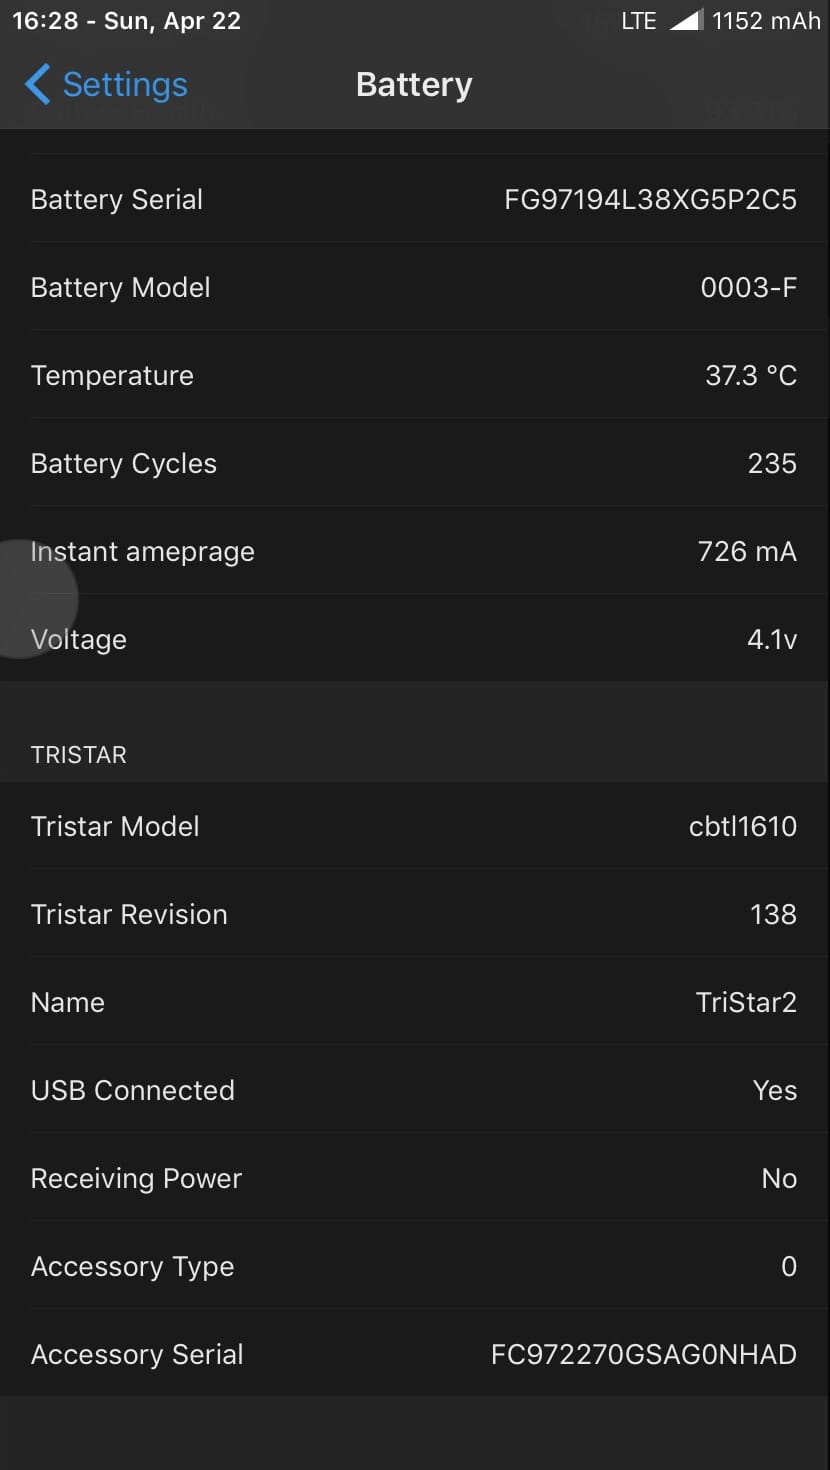 16:28 - Sun, Apr 22 LTE 1152 mAh
Settings Battery
Battery Serial FG97194L38XG5P2C5
Battery Model 0003-F
Temperature 37.3 °C
Battery Cycles 235
Instant ameprage 726 mA
Voltage 4.1v
TRISTAR
Tristar Model cbtl1610
Tristar Revision 138
Name TriStar2
USB Connected Yes
Receiving Power No
Accessory Type 0
Accessory Serial FC972270GSAG0NHAD